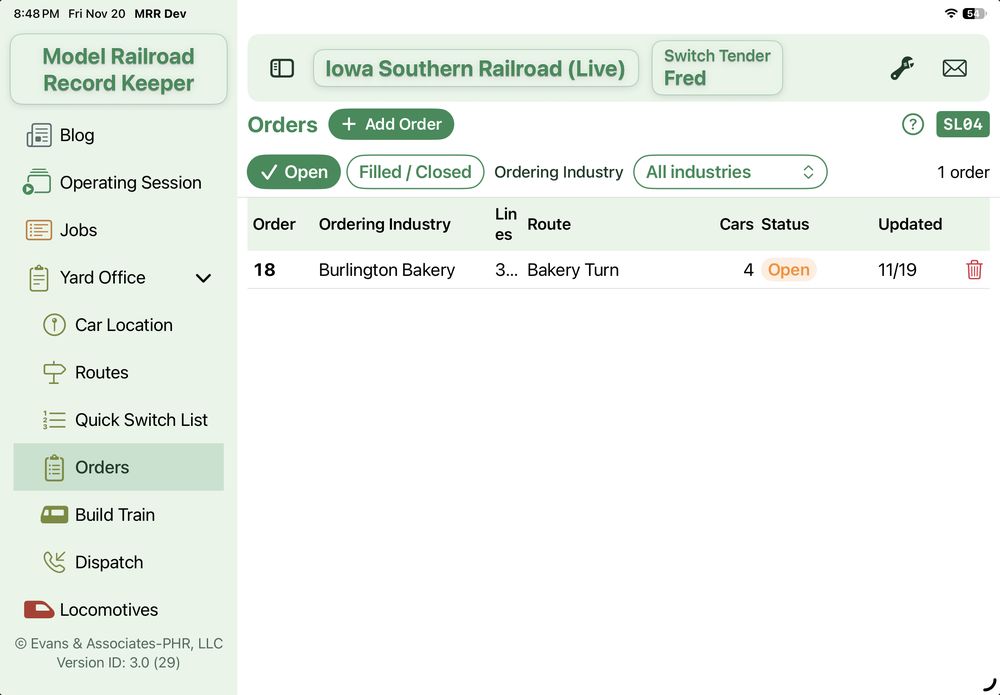 8:48 PM Fri Nov 20 MRR Dev
54
Model Railroad
Record Keeper
Iowa Southern Railroad (Live)
Switch Tender
Fred
Blog
Operating Session
Jobs
Yard Office
Car Location
Routes
Quick Switch List
Orders
Build Train
Dispatch
Locomotives
© Evans & Associates-PHR, LLC
Version ID: 3.0 (29)
Orders
+ Add Order
?
SL04
Open
Filled / Closed
Ordering Industry
All industries
1 order
Order Ordering Industry Lin
es Route Cars Status Updated
18 Burlington Bakery 3... Bakery Turn 4 Open 11/19